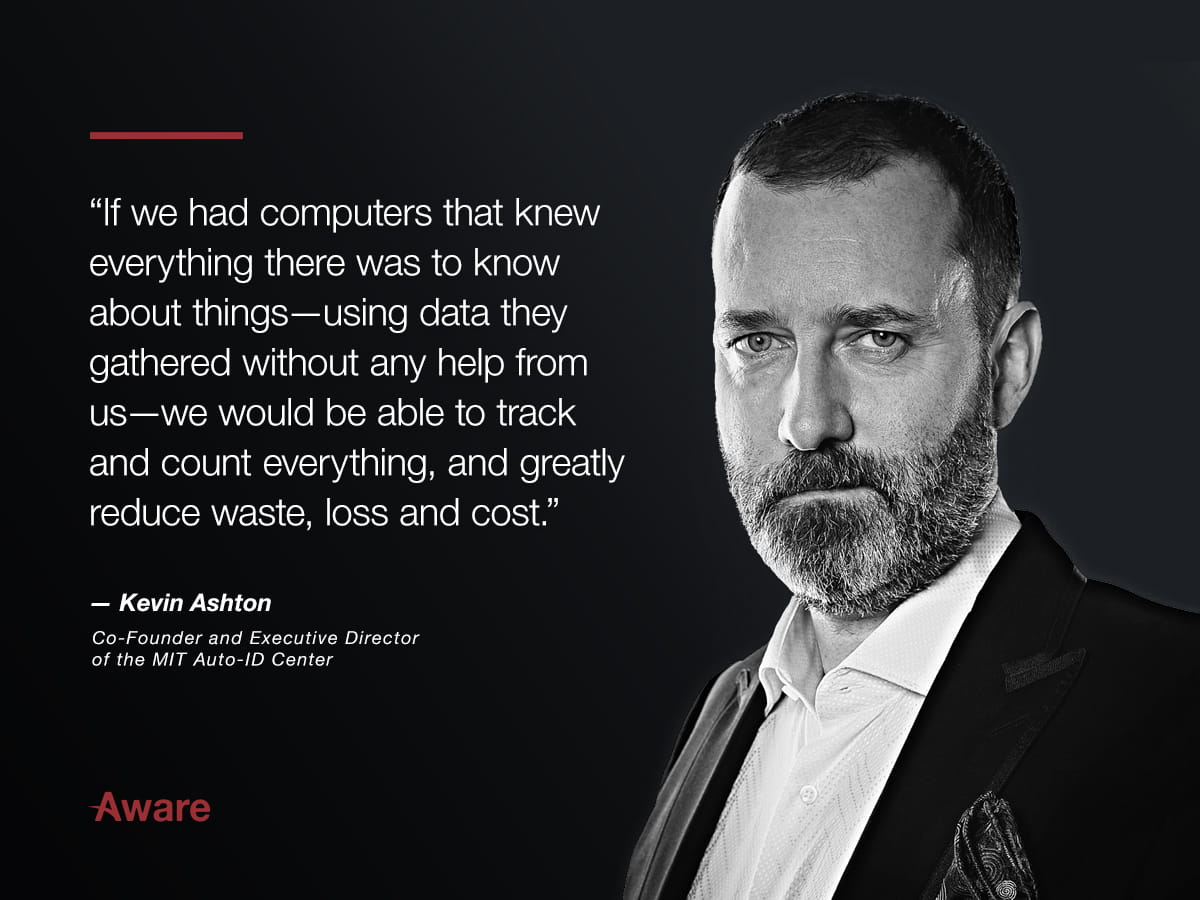 “If we had computers that knew
everything there was to know
about things—using data they
gathered without any help from
us—we would be able to track
and count everything, and greatly
reduce waste, loss and cost.”
— Kevin Ashton
Co-Founder and Executive Director
of the MIT Auto-ID Center
Aware